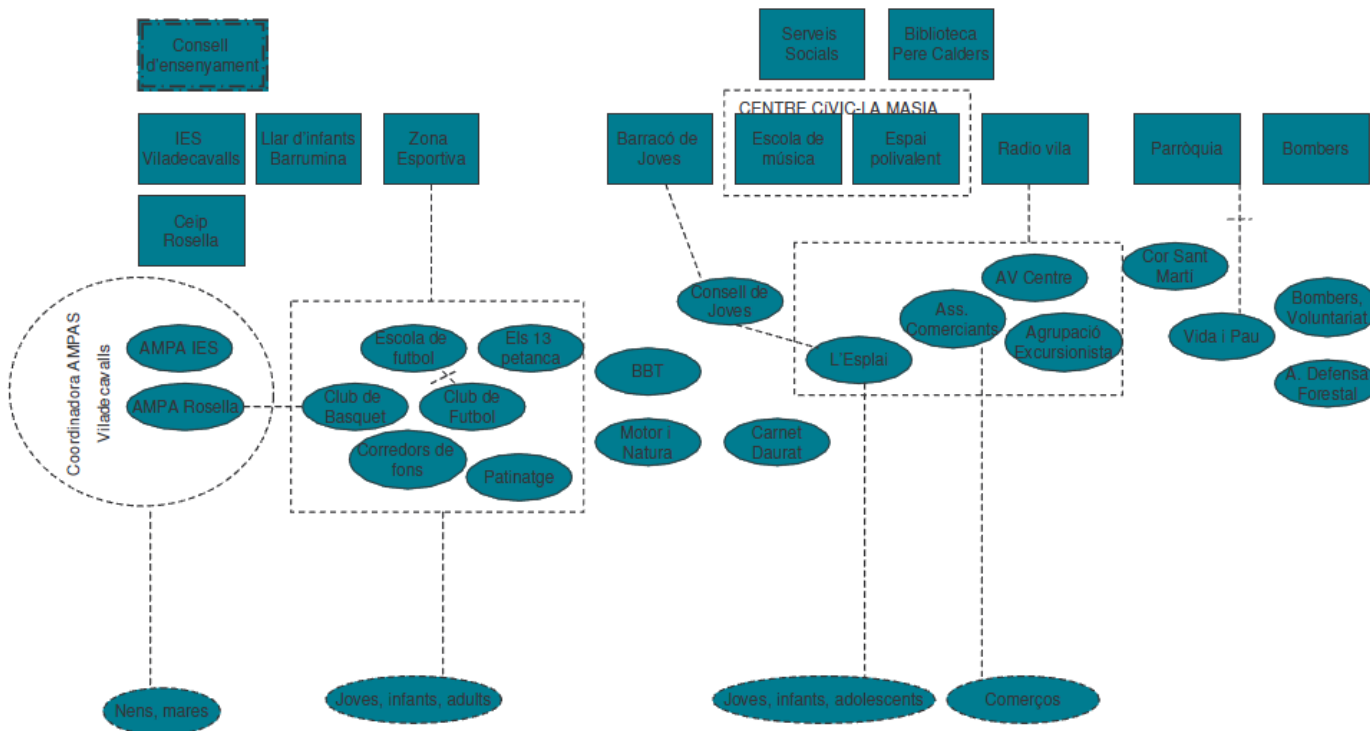 Consell
d'ensenyament
Serveis
Socials
Biblioteca
Pere Calders
CENTRE CíVIC-LA MASIA
IES
Viladecavalls
Llar d'infants
Barrumina
Zona
Esportiva
Barracó de
Joves
Escola de
música
Espai
polivalent
Radio vila
Parròquia
Bombers
Ceip
Rosella
Coordinadora AMPAS
Viladecavalls
AMPA IES
AMPA Rosella
Escola de
futbol
Els 13
petanca
Club de
Basquet
Club de
Futbol
Corredors de
fons
Patinatge
Consell de
Joves
BBT
Motor i
Natura
Carnet
Daurat
AV Centre
Ass.
Comerciants
Agrupació
Excursionista
L'Esplai
Cor Sant
Martí
Vida i Pau
Bombers,
Voluntariat
A. Defensa
Forestal
Nens, mares
Joves, infants, adults
Joves, infants, adolescents
Comerços